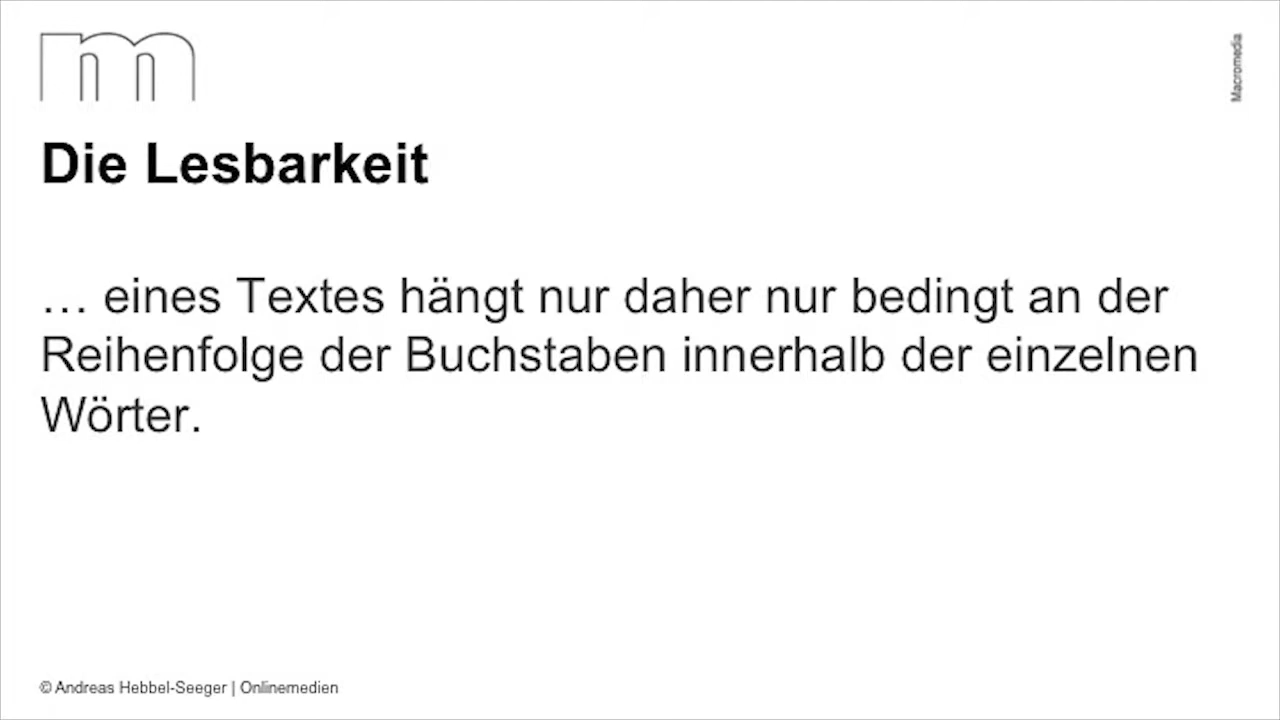 m
Macromedia
Die Lesbarkeit
… eines Textes hängt nur daher nur bedingt an der
Reihenfolge der Buchstaben innerhalb der einzelnen
Wörter.
© Andreas Hebbel-Seeger | Onlinemedien